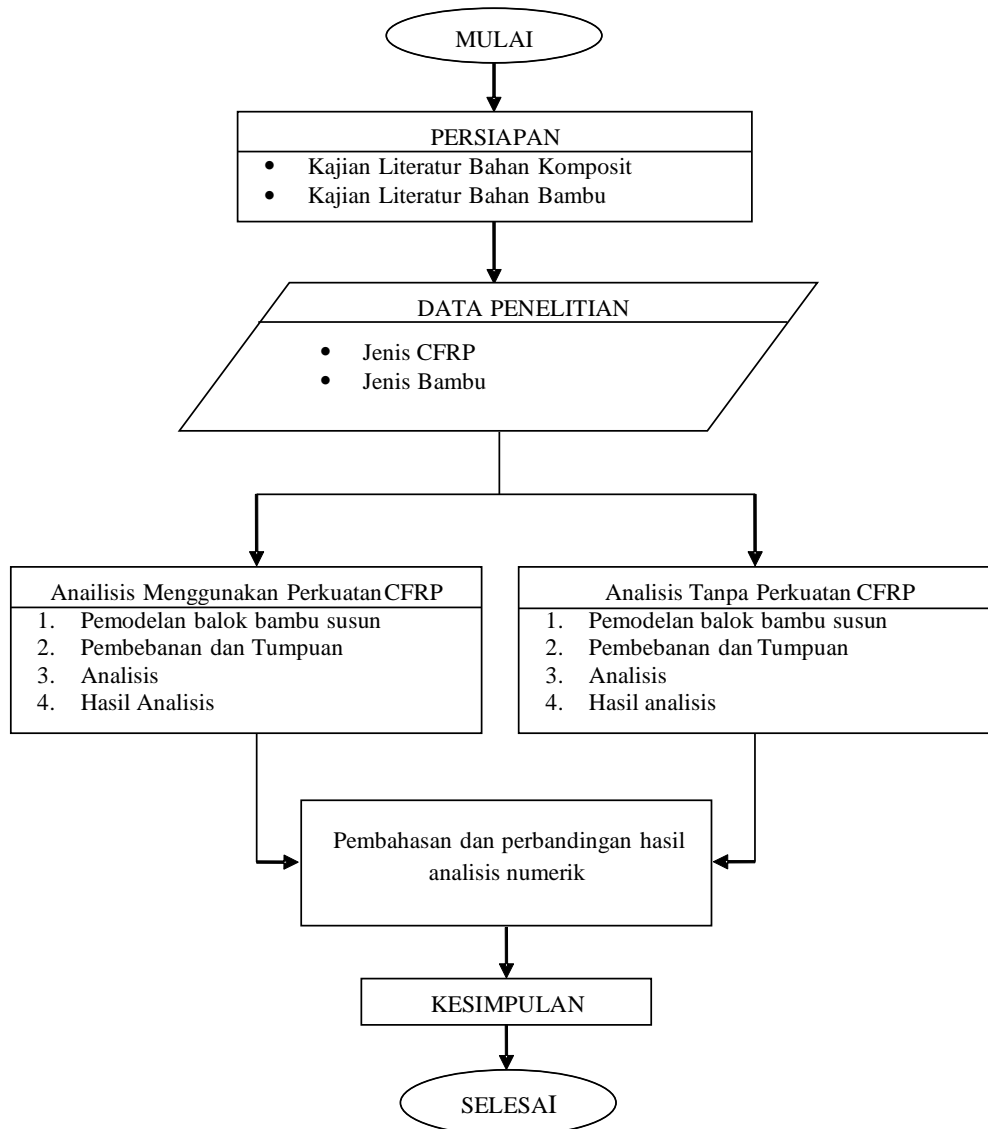 MULAI
PERSIAPAN
• Kajian Literatur Bahan Komposit
• Kajian Literatur Bahan Bambu
DATA PENELITIAN
• Jenis CFRP
• Jenis Bambu
Anailisis Menggunakan Perkuatan CFRP
1. Pemodelan balok bambu susun
2. Pembebanan dan Tumpuan
3. Analisis
4. Hasil Analisis
Analisis Tanpa Perkuatan CFRP
1. Pemodelan balok bambu susun
2. Pembebanan dan Tumpuan
3. Analisis
4. Hasil analisis
Pembahasan dan perbandingan hasil
analisis numerik
KESIMPULAN
SELESAI